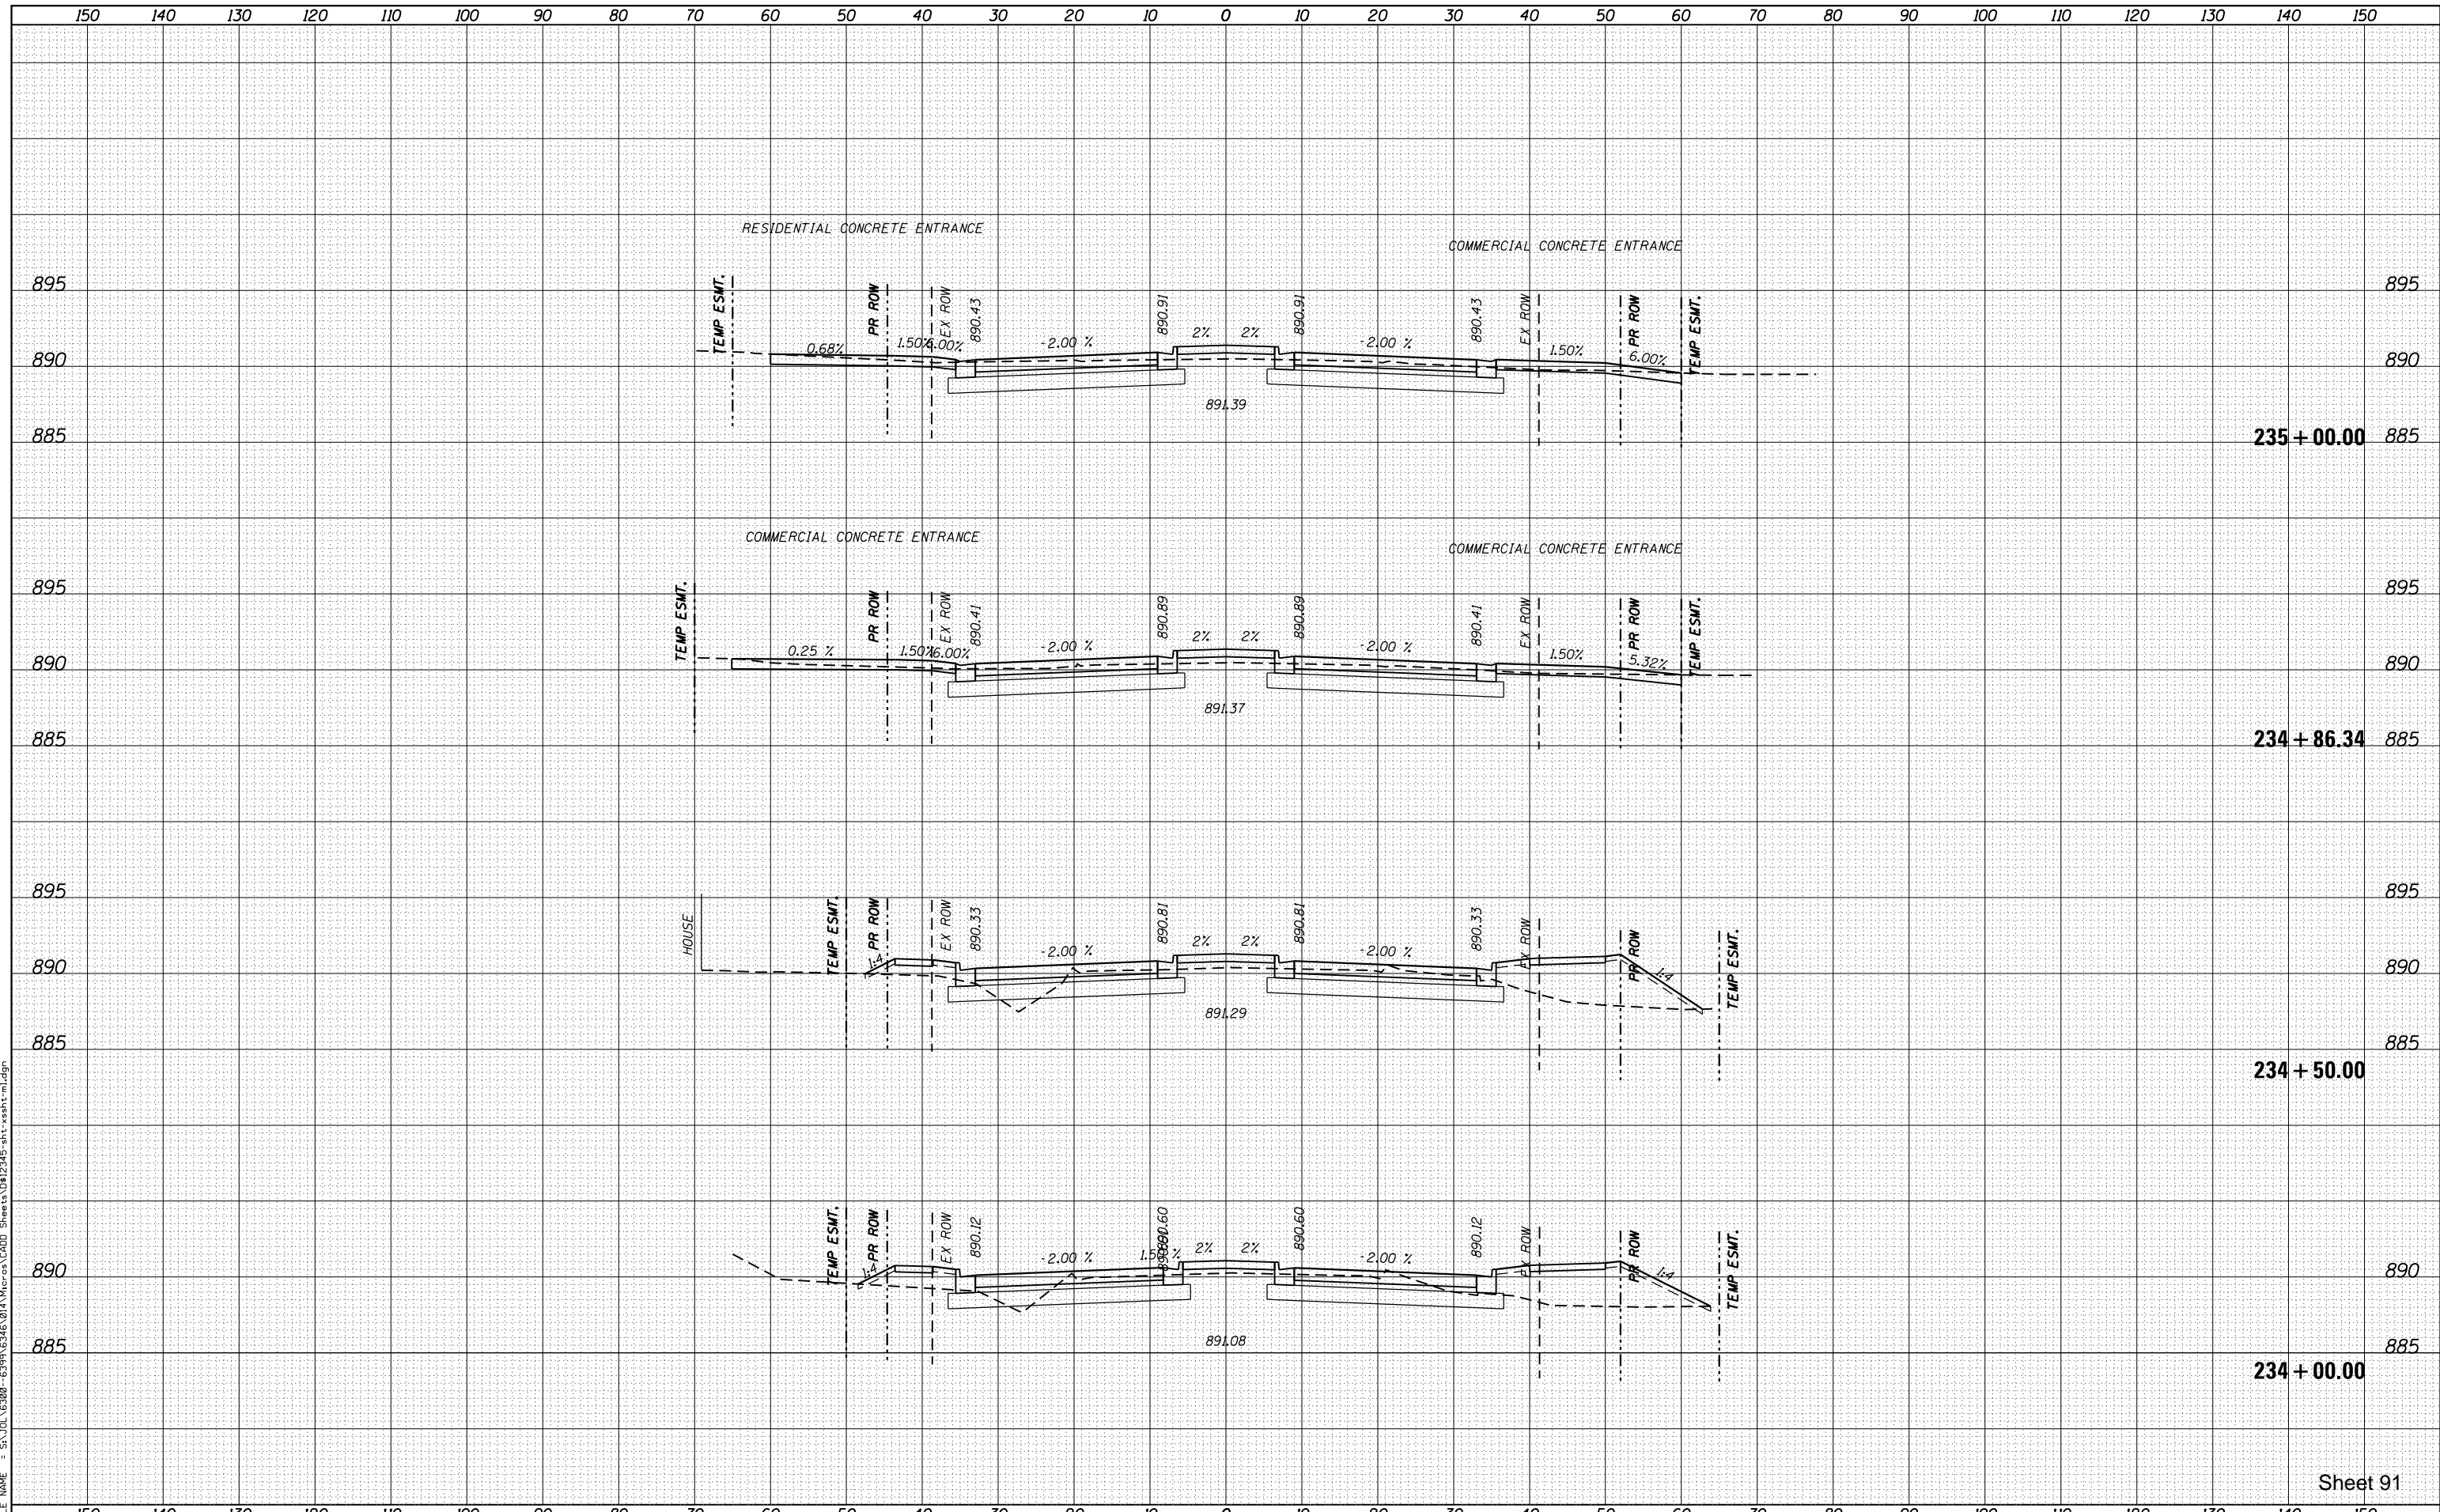 150 140 130 120 110 100 90 80 70 60 50 40 30 20 10 0 10 20 30 40 50 60 70 80 90 100 110 120 130 140 150
RESIDENTIAL CONCRETE ENTRANCE
COMMERCIAL CONCRETE ENTRANCE
895 TEMP ESMT. PR ROW EX ROW 890.43 890.91 890.91 890.43 EX ROW PR ROW TEMP ESMT. 895
890 0.68% 1.50% 6.00% -2.00 % 2% 2% -2.00 % 1.50% 6.00% 890
891.39
885 235+00.00 885
COMMERCIAL CONCRETE ENTRANCE
COMMERCIAL CONCRETE ENTRANCE
895 TEMP ESMT. PR ROW EX ROW 890.41 890.89 890.89 890.41 EX ROW PR ROW TEMP ESMT. 895
890 0.25 % 1.50% 6.00% -2.00 % 2% 2% -2.00 % 1.50% 5.32% 890
891.37
885 234+86.34 885
895 HOUSE TEMP ESMT. PR ROW EX ROW 890.33 890.81 890.81 890.33 EX ROW PR ROW TEMP ESMT. 895
890 1:4 -2.00 % 2% 2% -2.00 % 1:4 890
891.29
885 885
234+50.00
TEMP ESMT. PR ROW EX ROW 890.12 890.60 890.60 890.12 EX ROW PR ROW TEMP ESMT.
890 1:4 -2.00 % 2% 2% -2.00 % 1:4 890
891.08
885 885
234+00.00
Sheet 91